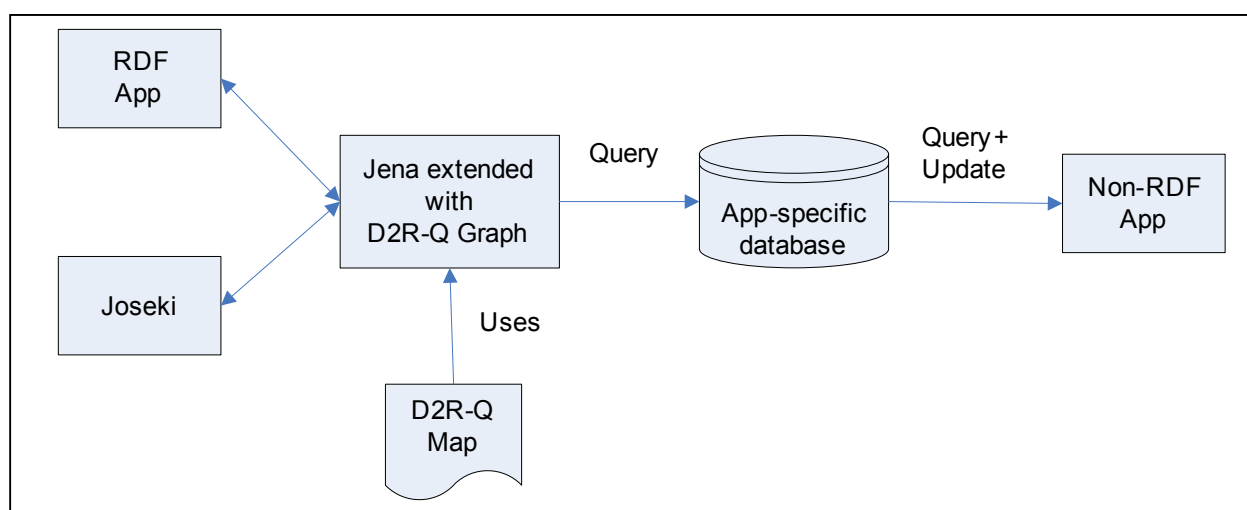 RDF
App
Joseki
Jena extended
with
D2R-Q Graph
Uses
D2R-Q
Map
Query
App-specific
database
Query+
Update
Non-RDF
App